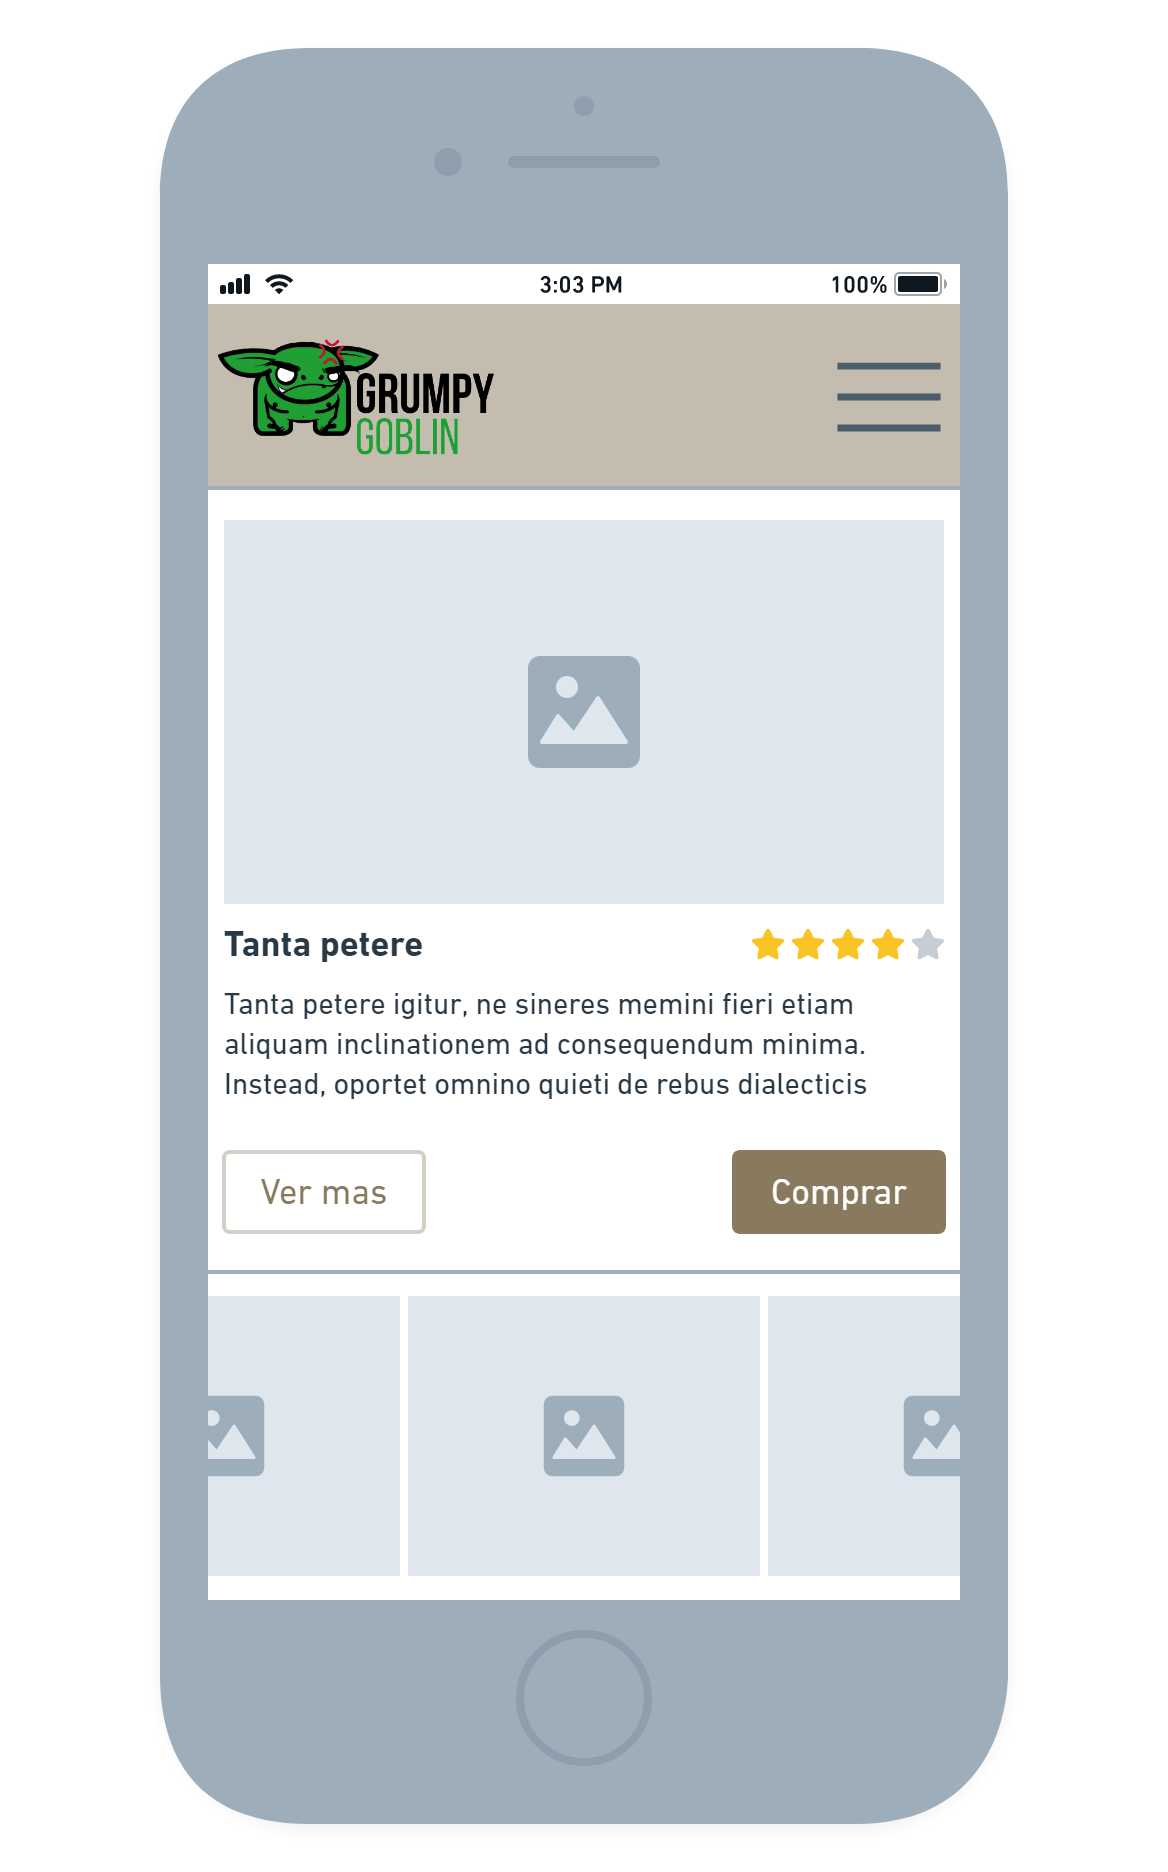 3:03 PM
100%
GRUMPY
GOBLIN
Tanta petere
Tanta petere igitur, ne sineres memini fieri etiam
aliquam inclinationem ad consequendum minima.
Instead, oportet omnino quieti de rebus dialecticis
Ver mas
Comprar